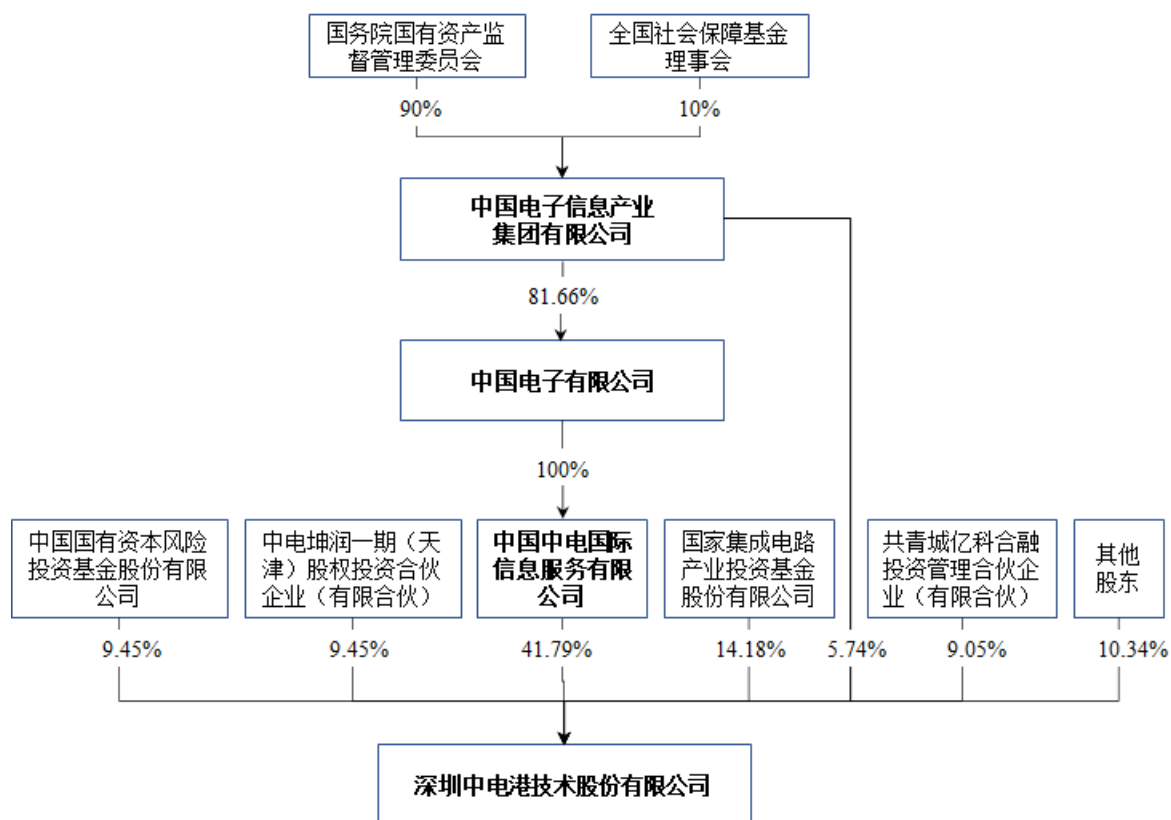 国务院国有资产监
督管理委员会
全国社会保障基金
理事会
90%
10%
中国电子信息产业
集团有限公司
81.66%
中国电子有限公司
100%
中国国有资本风险
投资基金股份有限
公司
中电坤润一期（天
津）股权投资合伙
企业（有限合伙）
中国中电国际
信息服务有限
公司
国家集成电路
产业投资基金
股份有限公司
共青城亿科合融
投资管理合伙企
业（有限合伙）
其他
股东
9.45%
9.45%
41.79%
14.18%
5.74%
9.05%
10.34%
深圳中电港技术股份有限公司